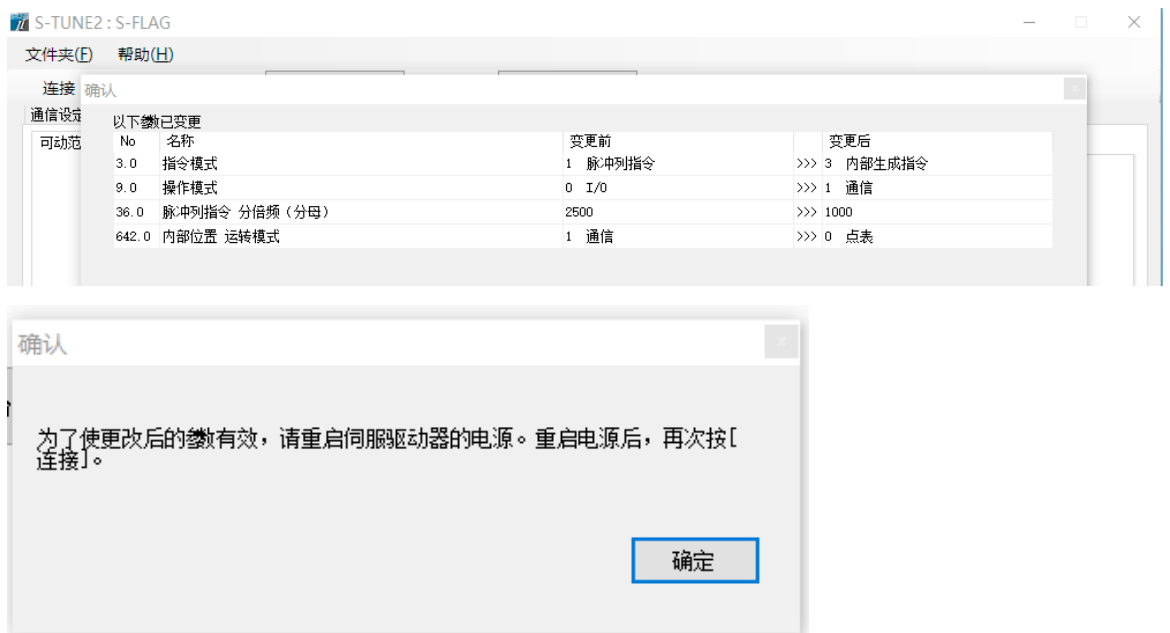 S-TUNE2 : S-FLAG
文件夹(F) 帮助(H)
连接 确认
通信设定
可动范
以下参数已变更
No 名称 变更前 变更后
3.0 指令模式 1 脉冲列指令 >>> 3 内部生成指令
9.0 操作模式 0 I/O >>> 1 通信
36.0 脉冲列指令 分倍频（分母） 2500 >>> 1000
642.0 内部位置 运转模式 1 通信 >>> 0 点表
确认
为了使更改后的参数有效，请重启伺服驱动器的电源。重启电源后，再次按[
连接]。
确定